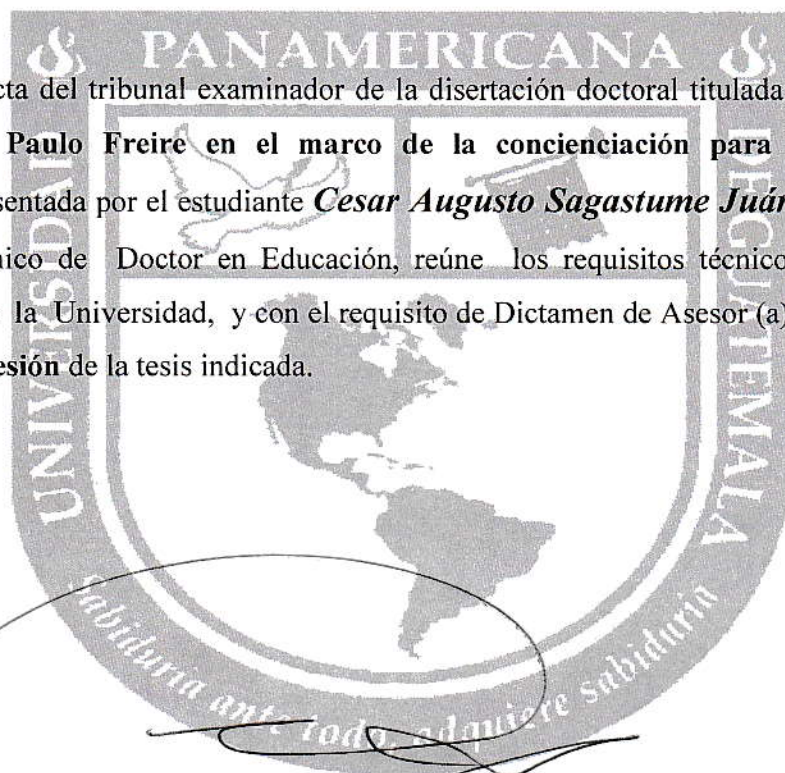 PANAMERICANA
UNIVERSIDAD
DE GUATEMALA
cta del tribunal examinador de la disertación doctoral titulada
Paulo Freire en el marco de la concienciación para
sentada por el estudiante Cesar Augusto Sagastume Juár
nico de Doctor en Educación, reúne los requisitos técnico
la Universidad, y con el requisito de Dictamen de Asesor (a)
esión de la tesis indicada.
Sabiduría ante todo, adquiere sabiduría